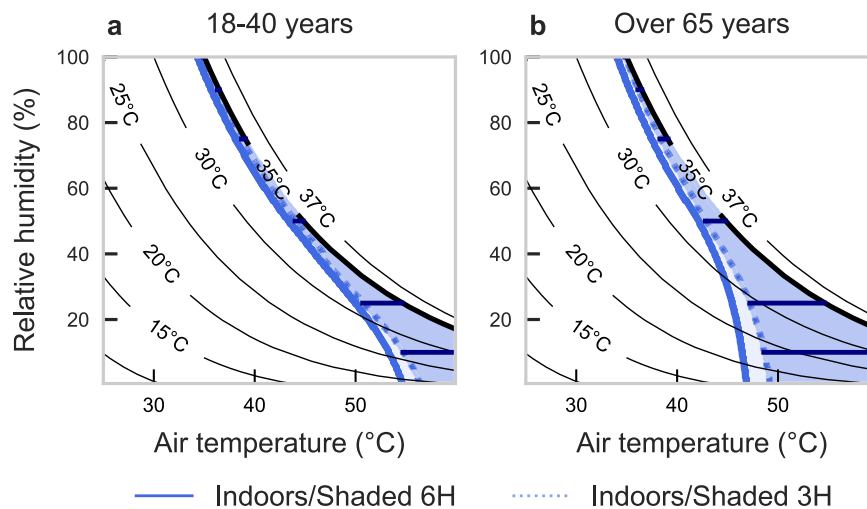 a 18-40 years
b Over 65 years
Relative humidity (%)
100
80
60
40
20
25°C
30°C
35°C
37°C
20°C
15°C
30 40 50
Air temperature (°C)
100
80
60
40
20
25°C
30°C
35°C
37°C
20°C
15°C
30 40 50
Air temperature (°C)
Indoors/Shaded 6H
Indoors/Shaded 3H